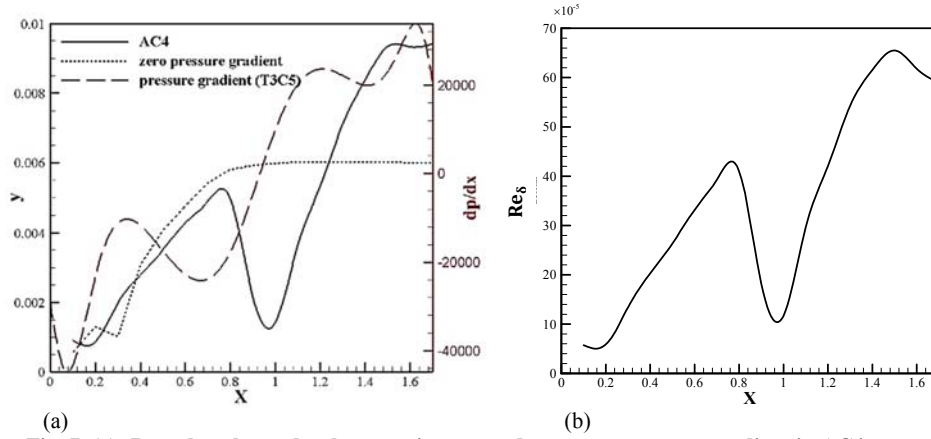 0.01
AC4
zero pressure gradient
pressure gradient (T3C5)
0.008
0.006
0.004
0.002
0
y
20000
0
-20000
-40000
dp/dx
0 0.2 0.4 0.6 0.8 1 1.2 1.4 1.6
X
(a)
×10⁻⁵
70
60
50
40
30
20
10
0
Reδ
0 0.2 0.4 0.6 0.8 1 1.2 1.4 1.6
X
(b)